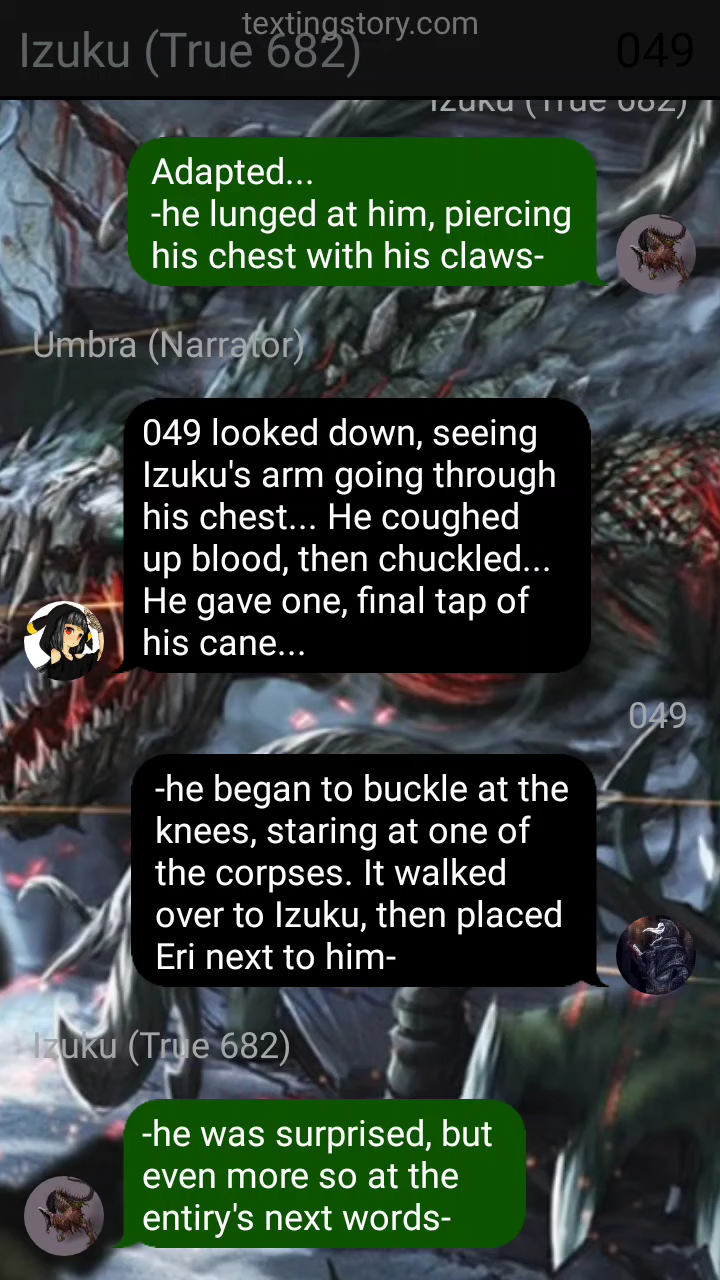 textingstory.com
Izuku (True 682)
049
Izuku (True 682)
Adapted...
-he lunged at him, piercing
his chest with his claws-
Umbra (Narrator)
049 looked down, seeing
Izuku's arm going through
his chest... He coughed
up blood, then chuckled...
He gave one, final tap of
his cane...
049
-he began to buckle at the
knees, staring at one of
the corpses. It walked
over to Izuku, then placed
Eri next to him-
Izuku (True 682)
-he was surprised, but
even more so at the
entiry's next words-